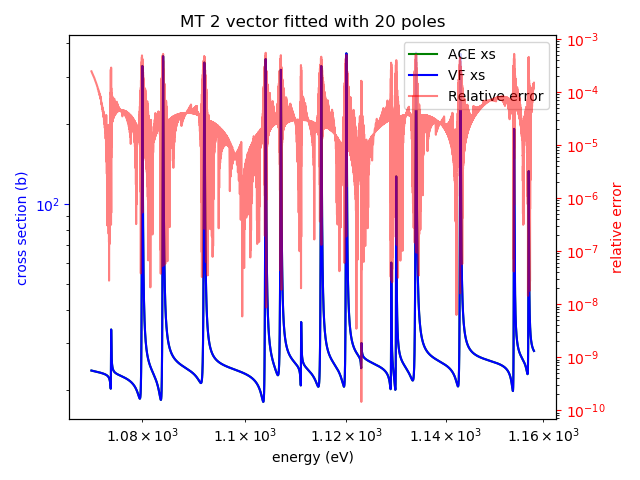 MT 2 vector fitted with 20 poles
ACE xs
VF xs
Relative error
cross section (b)
10²
10⁻³
10⁻⁴
10⁻⁵
10⁻⁶
10⁻⁷
10⁻⁸
10⁻⁹
10⁻¹⁰
relative error
1.08 × 10³ 1.1 × 10³ 1.12 × 10³ 1.14 × 10³ 1.16 × 10³
energy (eV)